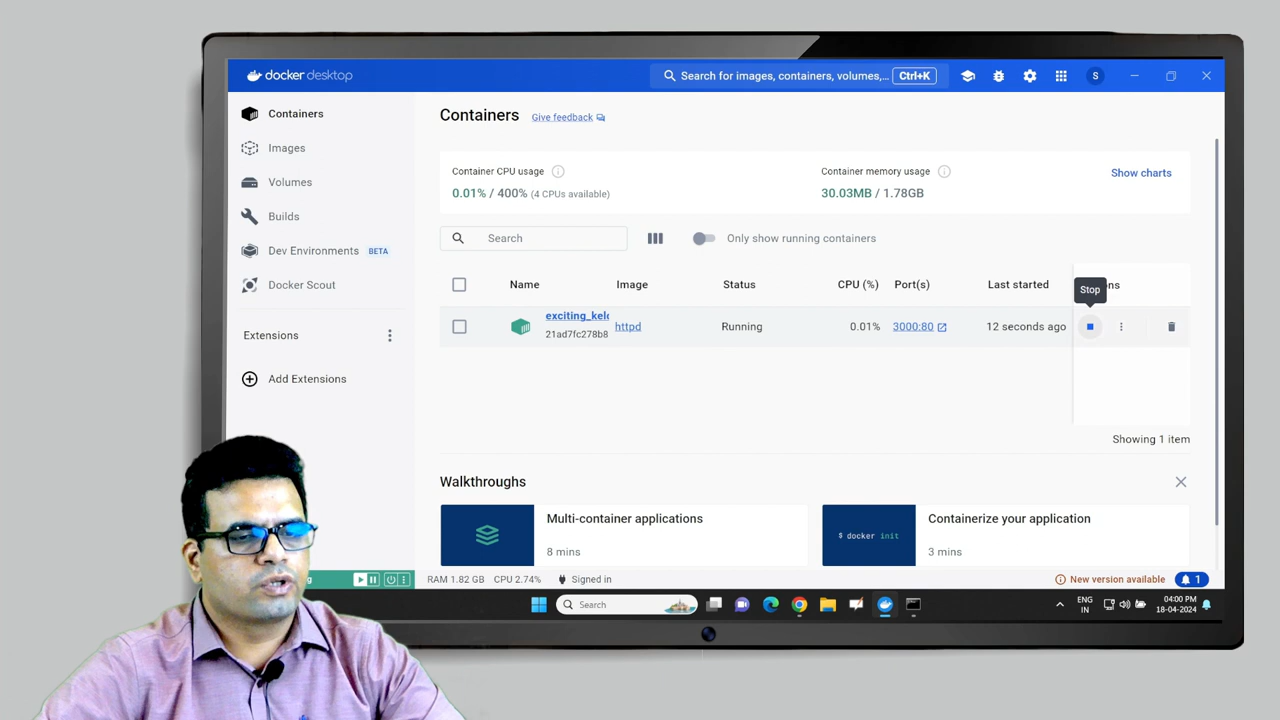 docker desktop
Search for images, containers, volumes,... Ctrl+K
S
Containers
Images
Volumes
Builds
Dev Environments BETA
Docker Scout
Extensions
Add Extensions
Containers Give feedback
Container CPU usage
0.01% / 400% (4 CPUs available)
Container memory usage
30.03MB / 1.78GB
Show charts
Search
Only show running containers
Name Image Status CPU (%) Port(s) Last started
Stop
exciting_kel
21ad7fc278b8
httpd Running 0.01% 3000:80 12 seconds ago
Showing 1 item
Walkthroughs
Multi-container applications
8 mins
$ docker init
Containerize your application
3 mins
RAM 1.82 GB CPU 2.74% Signed in New version available 1
Search
ENG
IN
04:00 PM
18-04-2024